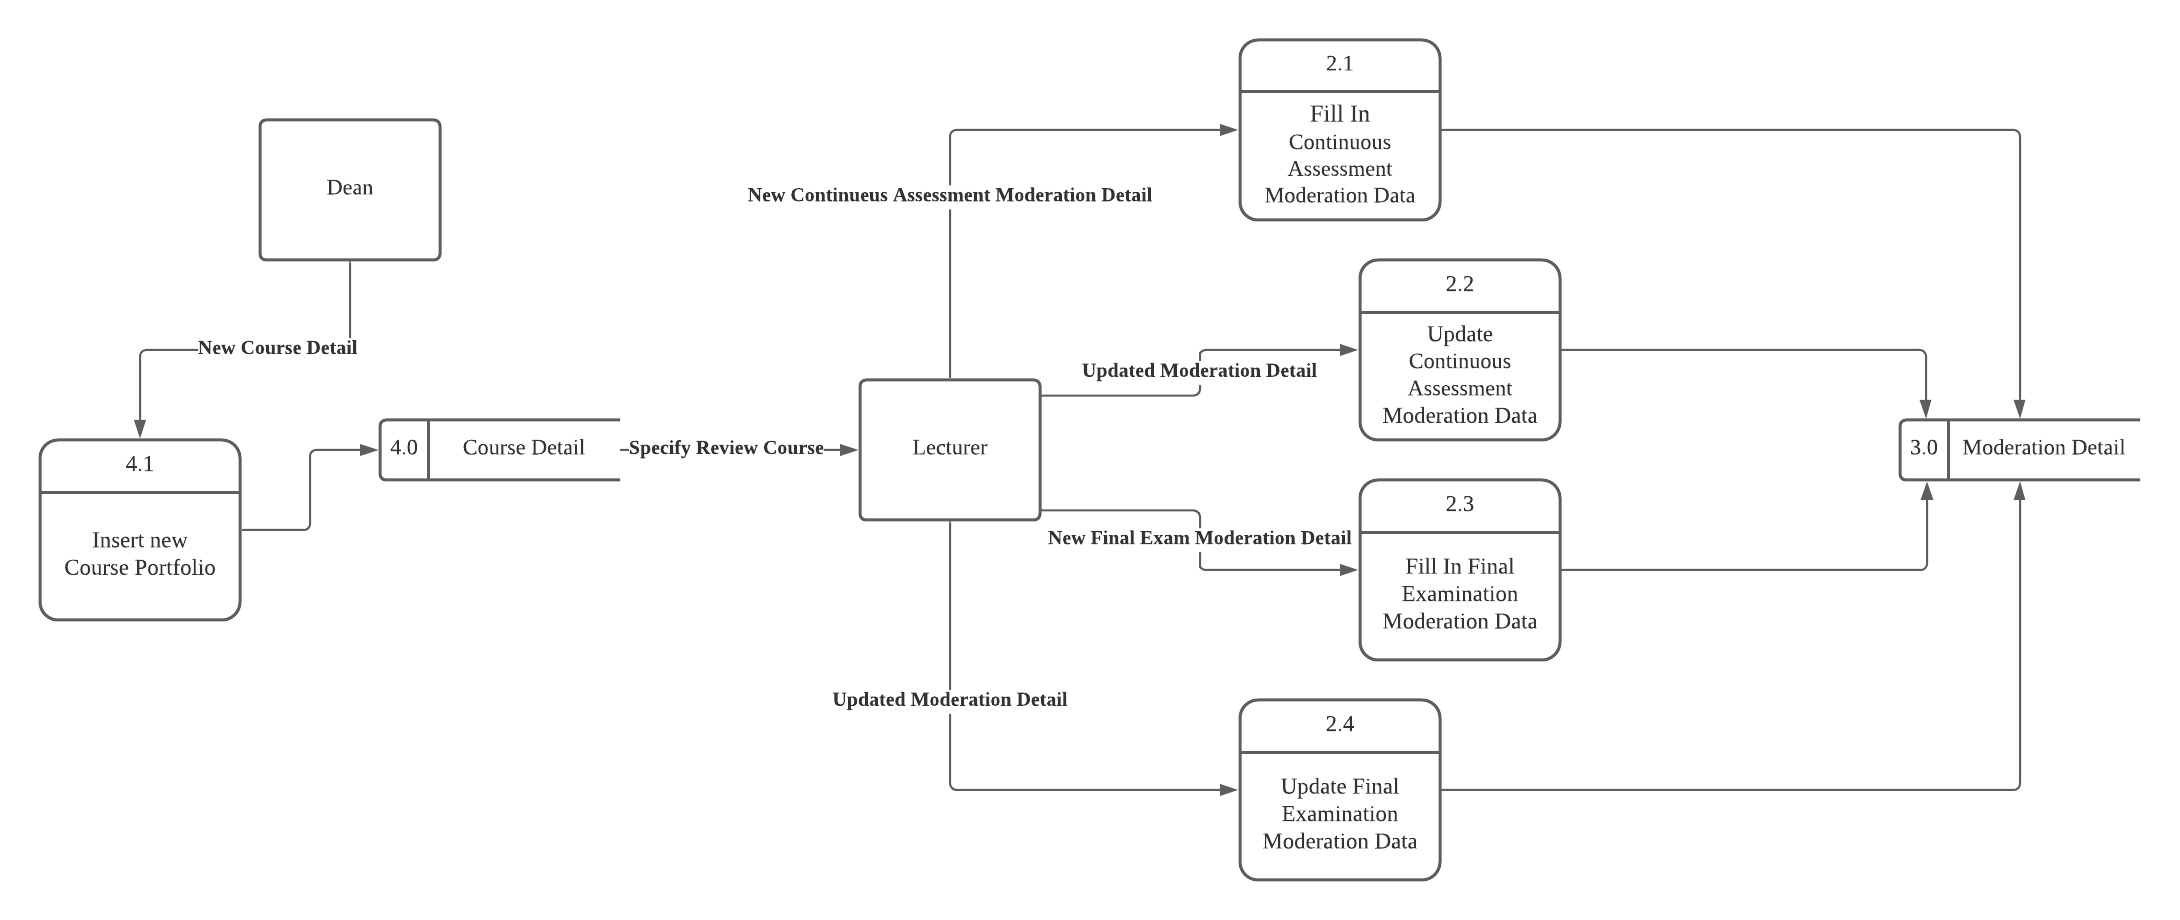 Dean
New Course Detail
4.1
Insert new
Course Portfolio
4.0
Course Detail
Specify Review Course
Lecturer
New Continueus Assessment Moderation Detail
Updated Moderation Detail
New Final Exam Moderation Detail
Updated Moderation Detail
2.1
Fill In
Continuous
Assessment
Moderation Data
2.2
Update
Continuous
Assessment
Moderation Data
2.3
Fill In Final
Examination
Moderation Data
2.4
Update Final
Examination
Moderation Data
3.0
Moderation Detail